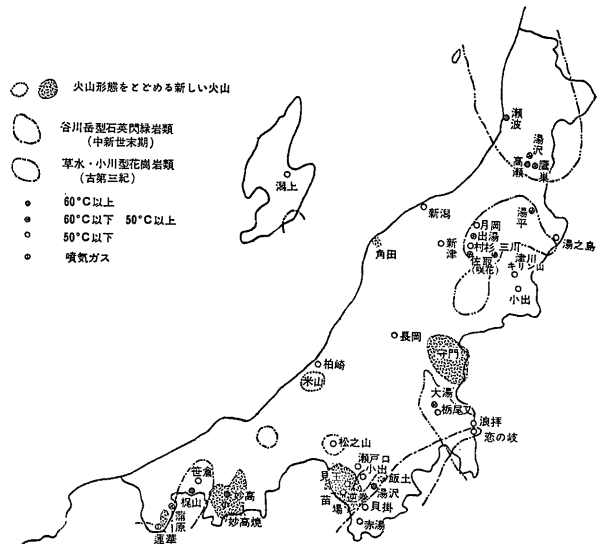 火山形態をとどめる新しい火山
谷川岳型石英閃緑岩類
(中新世末期)
草水・小川型花崗岩類
(古第三紀)
60°C以上
60°C以下 50°C以上
50°C以下
噴気ガス
瀬波
湯沢
高瀬
鷹巣
潟上
新潟
湯平
月岡
出湯
村杉
三川
湯之島
角田
新津
佐取
(咲花)
津川
キリン山
小出
長岡
守門
柏崎
米山
大湯
栃尾又
浪拝
恋の岐
松之山
瀬戸口
小出
飯士
湯沢
苗場
逆巻
貝掛
赤湯
笹倉
梶山
妙高
妙高燒
蓮華